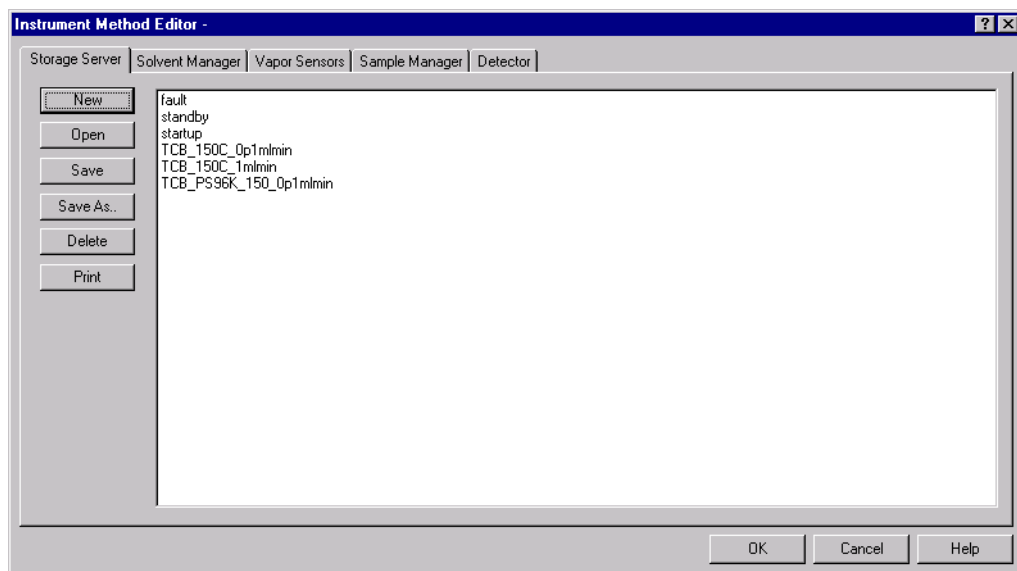 Instrument Method Editor -
Storage Server Solvent Manager Vapor Sensors Sample Manager Detector
New
Open
Save
Save As..
Delete
Print
fault
standby
startup
TCB_150C_0p1mlmin
TCB_150C_1mlmin
TCB_PS96K_150_0p1mlmin
OK Cancel Help